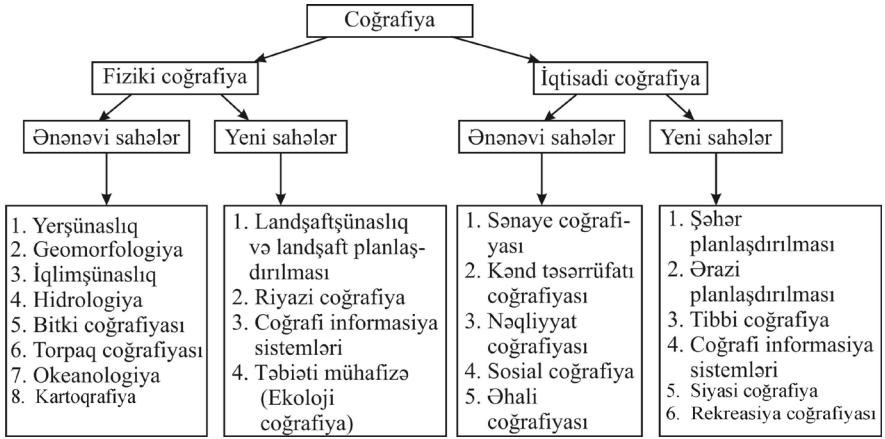 Coğrafiya
Fiziki coğrafiya
İqtisadi coğrafiya
Ənənəvi sahələr
Yeni sahələr
Ənənəvi sahələr
Yeni sahələr
1. Yerşünaslıq
2. Geomorfologiya
3. İqlimşünaslıq
4. Hidrologiya
5. Bitki coğrafiyası
6. Torpaq coğrafiyası
7. Okeanologiya
8. Kartoqrafiya
1. Landşaftşünaslıq
və landşaft planlaş-
dırılması
2. Riyazi coğrafiya
3. Coğrafi informasiya
sistemləri
4. Təbiəti mühafizə
(Ekoloji
coğrafiya)
1. Sənaye coğrafi-
yası
2. Kənd təsərrüfatı
coğrafiyası
3. Nəqliyyat
coğrafiyası
4. Sosial coğrafiya
5. Əhali
coğrafiyası
1. Şəhər
planlaşdırılması
2. Ərazi
planlaşdırılması
3. Tibbi coğrafiya
4. Coğrafi informasiya
sistemləri
5. Siyasi coğrafiya
6. Rekreasiya coğrafiyası